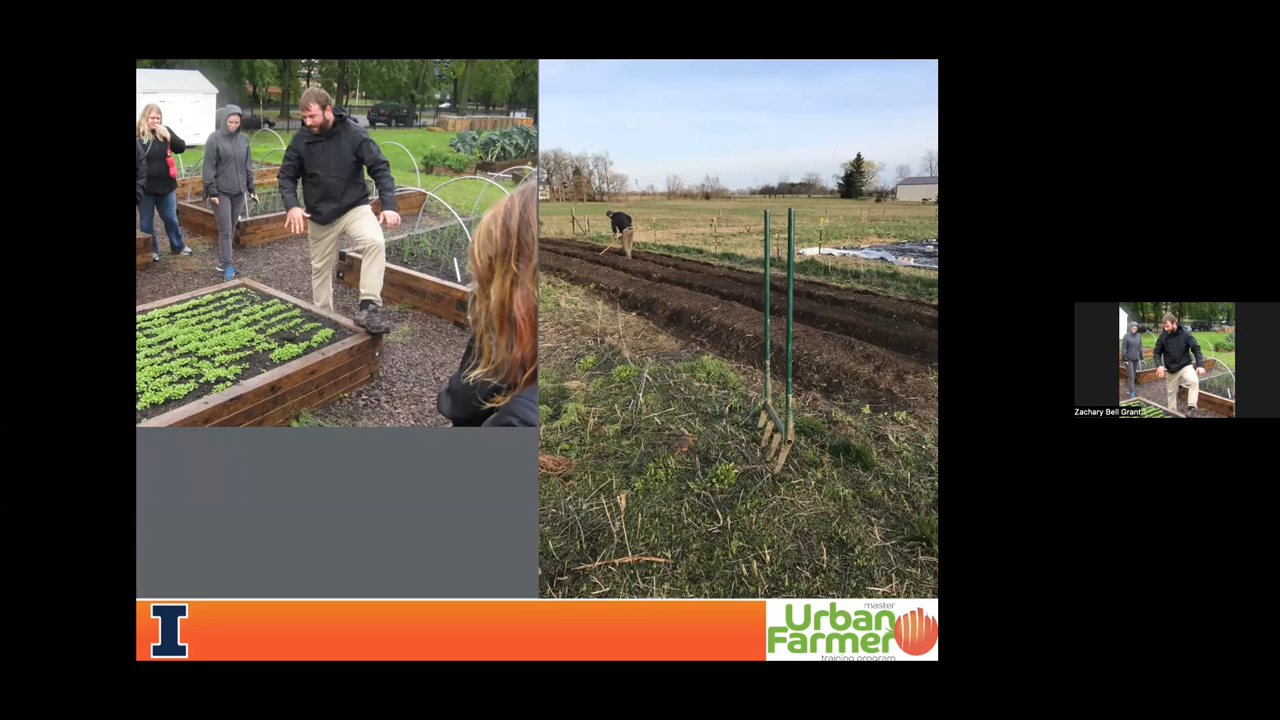 Zachary Bell Grant
I
master
Urban
Farmer
training program